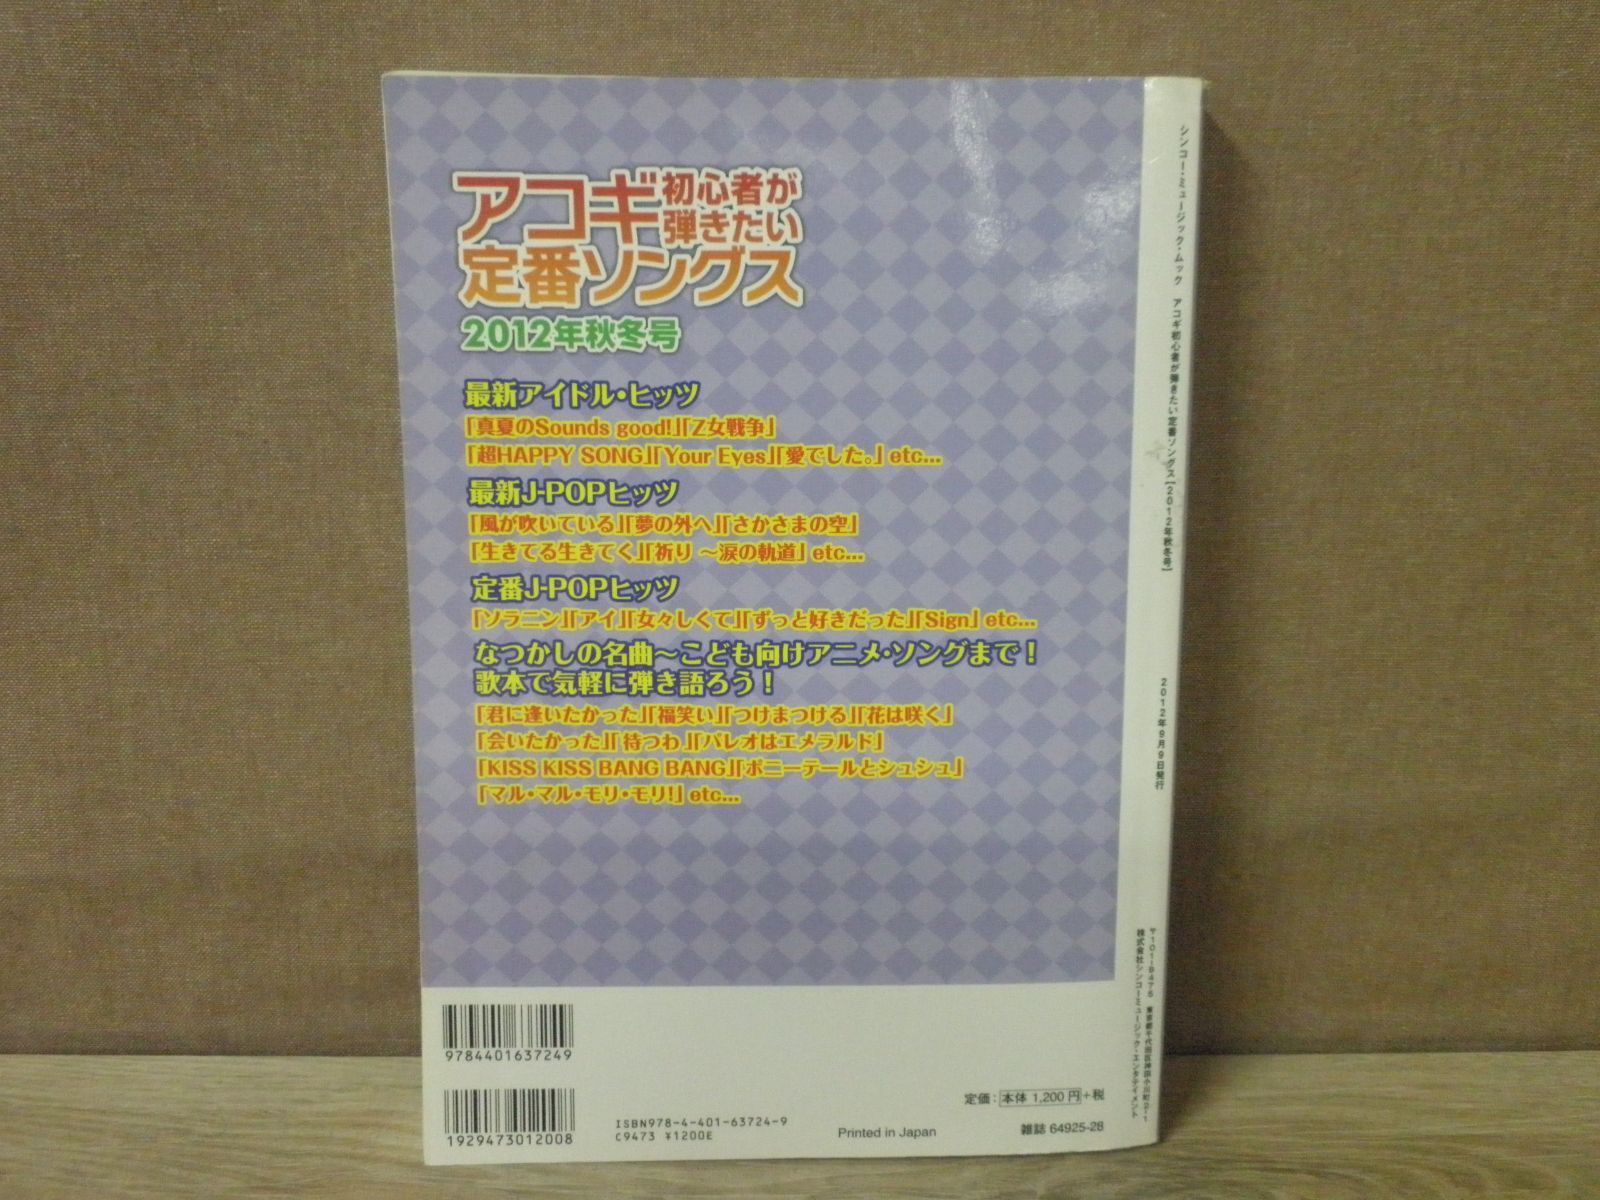 アコギ初心者が
弾きたい
定番ソングス
2012年秋冬号
最新アイドル・ヒッツ
「真夏のSounds good!」「Z女戦争」
「超HAPPY SONG」「Your Eyes」「愛でした。」 etc...
最新J-POPヒッツ
「風が吹いている」「夢の外へ」「さかさまの空」
「生きてる生きてく」「祈り 〜涙の軌道」 etc...
定番J-POPヒッツ
「ソラニン」「アイ」「女々しくて」「ずっと好きだった」「Sign」 etc...
なつかしの名曲〜こども向けアニメ・ソングまで！
歌本で気軽に弾き語ろう！
「君に逢いたかった」「福笑い」「つけまつける」「花は咲く」
「会いたかった」「待つわ」「パレオはエメラルド」
「KISS KISS BANG BANG」「ポニーテールとシュシュ」
「マル・マル・モリ・モリ!」 etc...
9784401637249
1929473012008
ISBN978-4-401-63724-9
C9473 ¥1200E
Printed in Japan
定価：本体 1,200 円+税
雑誌 64925-28
シンコー・ミュージック・ムック アコギ初心者が弾きたい定番ソングス【2012年秋冬号】 2012年9月9日発行
〒101-8475 東京都千代田区神田小川町2-1
株式会社シンコーミュージック・エンタテイメント